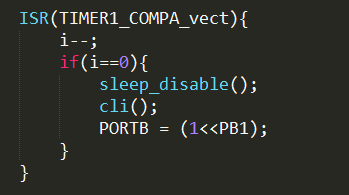 ISR(TIMER1_COMPA_vect){
    i--;
    if(i==0){
        sleep_disable();
        cli();
        PORTB = (1<<PB1);
    }
}